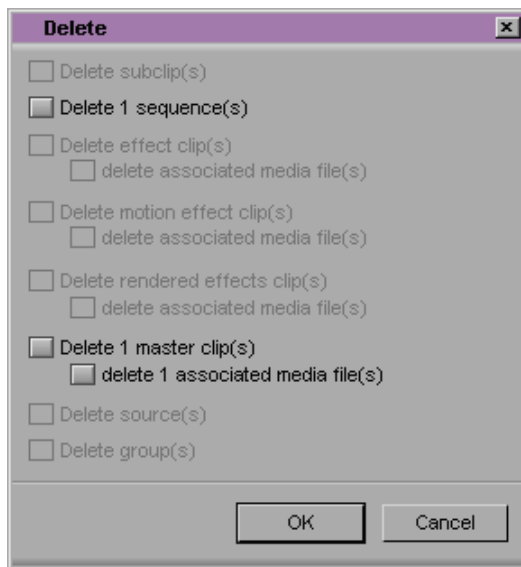 Delete
Delete subclip(s)
Delete 1 sequence(s)
Delete effect clip(s)
delete associated media file(s)
Delete motion effect clip(s)
delete associated media file(s)
Delete rendered effects clip(s)
delete associated media file(s)
Delete 1 master clip(s)
delete 1 associated media file(s)
Delete source(s)
Delete group(s)
OK
Cancel